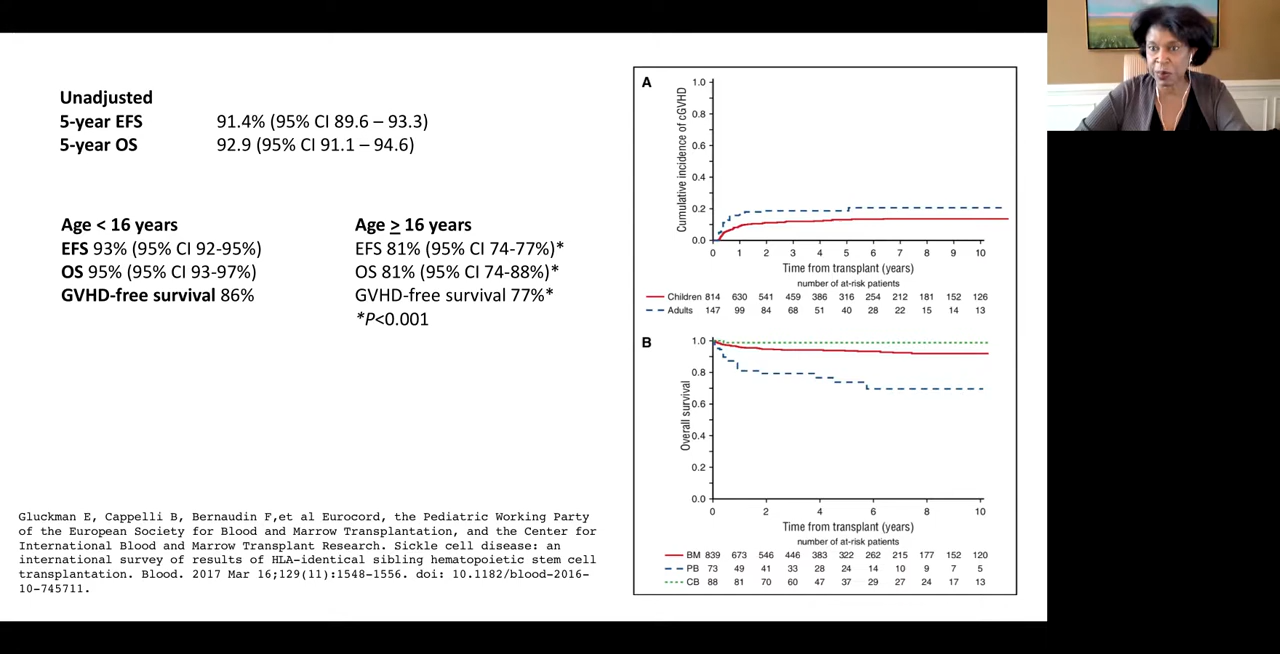 Unadjusted
5-year EFS 91.4% (95% CI 89.6 – 93.3)
5-year OS 92.9 (95% CI 91.1 – 94.6)
Age < 16 years
EFS 93% (95% CI 92-95%)
OS 95% (95% CI 93-97%)
GVHD-free survival 86%
Age ≥ 16 years
EFS 81% (95% CI 74-77%)*
OS 81% (95% CI 74-88%)*
GVHD-free survival 77%*
*P<0.001
Gluckman E, Cappelli B, Bernaudin F,et al Eurocord, the Pediatric Working Party
of the European Society for Blood and Marrow Transplantation, and the Center for
International Blood and Marrow Transplant Research. Sickle cell disease: an
international survey of results of HLA-identical sibling hematopoietic stem cell
transplantation. Blood. 2017 Mar 16;129(11):1548-1556. doi: 10.1182/blood-2016-
10-745711.
A
Cumulative incidence of cGVHD
1.0
0.8
0.6
0.4
0.2
0.0
0 1 2 3 4 5 6 7 8 9 10
Time from transplant (years)
number of at-risk patients
Children 814 630 541 459 386 316 254 212 181 152 126
Adults 147 99 84 68 51 40 28 22 15 14 13
B
Overall survival
1.0
0.8
0.6
0.4
0.2
0.0
0 2 4 6 8 10
Time from transplant (years)
number of at-risk patients
BM 839 673 546 446 383 322 262 215 177 152 120
PB 73 49 41 33 28 24 14 10 9 7 5
CB 88 81 70 60 47 37 29 27 24 17 13